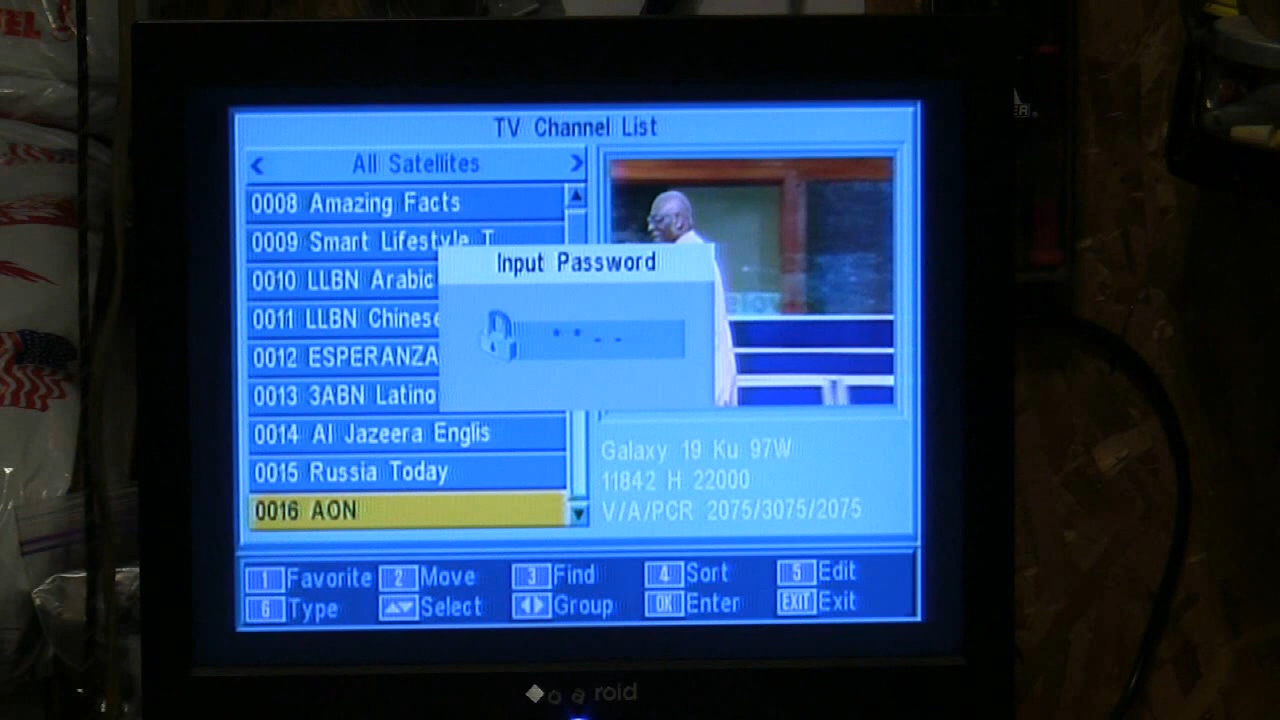 TV Channel List
< All Satellites >
0008 Amazing Facts
0009 Smart Lifestyle T
0010 LLBN Arabic
0011 LLBN Chinese
0012 ESPERANZA
0013 3ABN Latino
0014 Al Jazeera Englis
0015 Russia Today
0016 AON
Input Password
* * - -
Galaxy 19 Ku 97W
11842 H 22000
V/A/PCR 2075/3075/2075
1 Favorite 2 Move 3 Find 4 Sort 5 Edit
6 Type ▲▼ Select ◀▶ Group OK Enter EXIT Exit